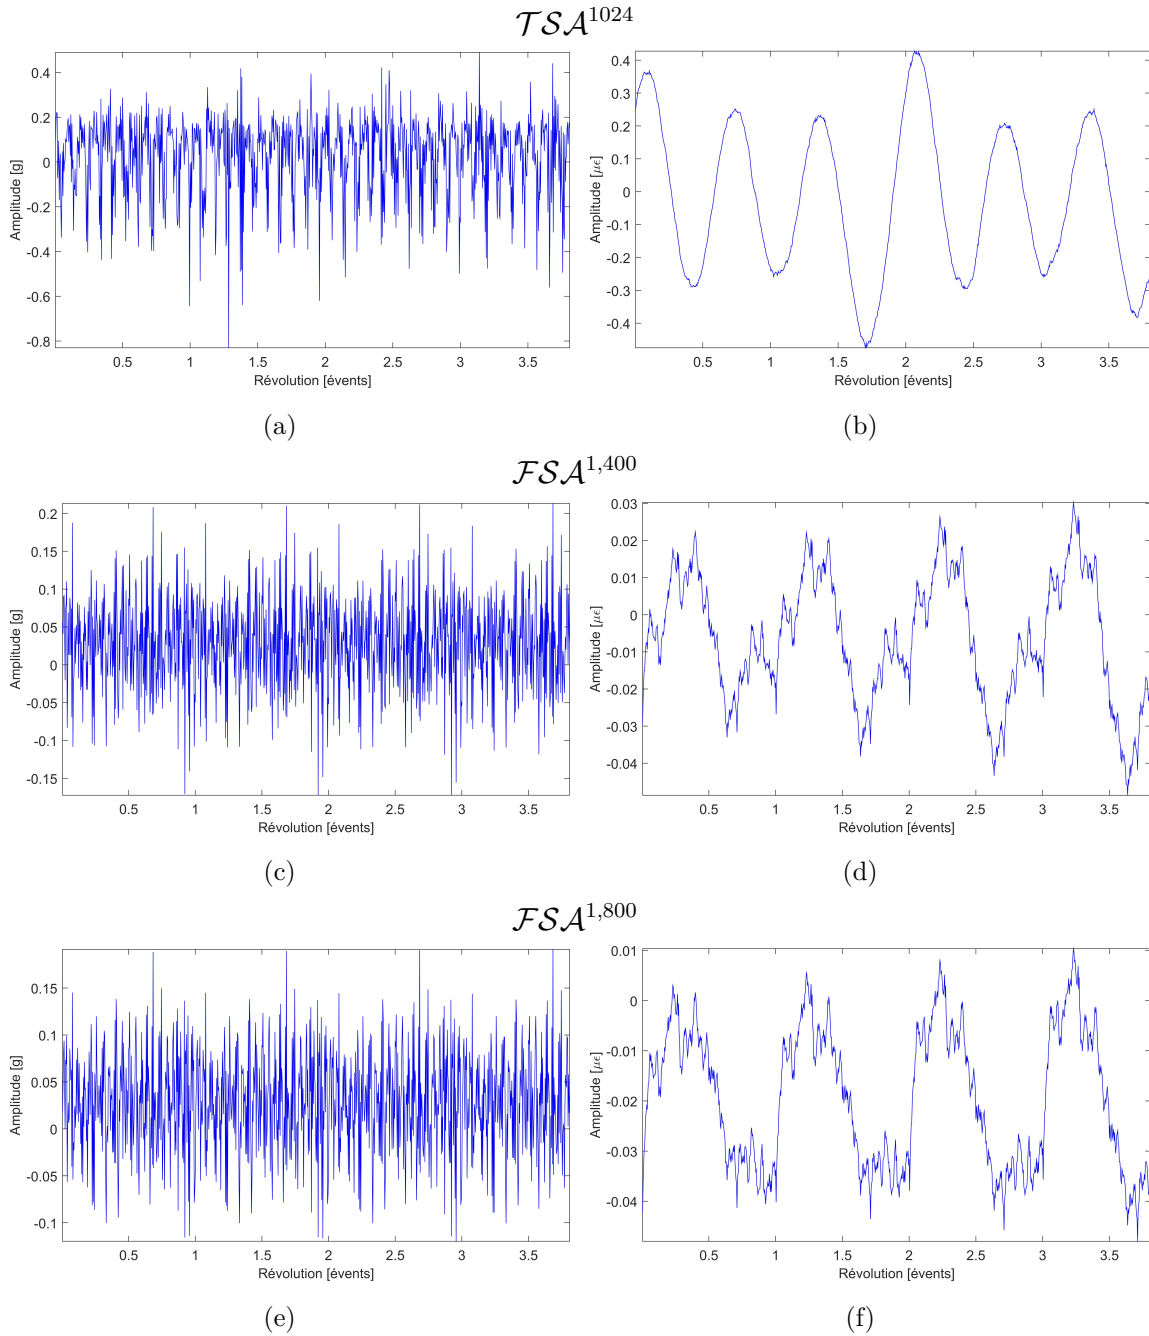 TSA^1024
0.4
0.2
0
-0.2
-0.4
-0.6
-0.8
Amplitude [g]
0.5 1 1.5 2 2.5 3 3.5
Révolution [évents]
(a)
0.4
0.3
0.2
0.1
0
-0.1
-0.2
-0.3
-0.4
Amplitude [µϵ]
0.5 1 1.5 2 2.5 3 3.5
Révolution [évents]
(b)
FSA^1,400
0.2
0.15
0.1
0.05
0
-0.05
-0.1
-0.15
Amplitude [g]
0.5 1 1.5 2 2.5 3 3.5
Révolution [évents]
(c)
0.03
0.02
0.01
0
-0.01
-0.02
-0.03
-0.04
Amplitude [µϵ]
0.5 1 1.5 2 2.5 3 3.5
Révolution [évents]
(d)
FSA^1,800
0.15
0.1
0.05
0
-0.05
-0.1
Amplitude [g]
0.5 1 1.5 2 2.5 3 3.5
Révolution [évents]
(e)
0.01
0
-0.01
-0.02
-0.03
-0.04
Amplitude [µϵ]
0.5 1 1.5 2 2.5 3 3.5
Révolution [évents]
(f)